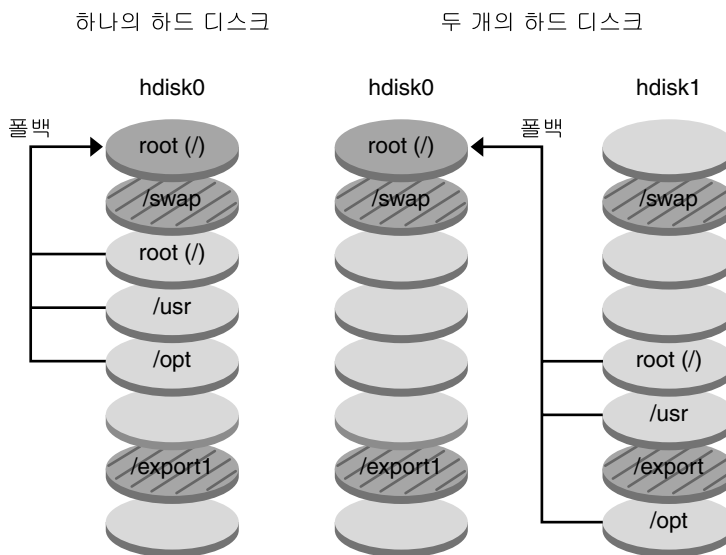 하나의 하드 디스크
두 개의 하드 디스크
hdisk0
hdisk0
hdisk1
폴백
root (/)
/swap
root (/)
/usr
/opt
/export1
root (/)
/swap
/export1
폴백
/swap
root (/)
/usr
/export
/opt